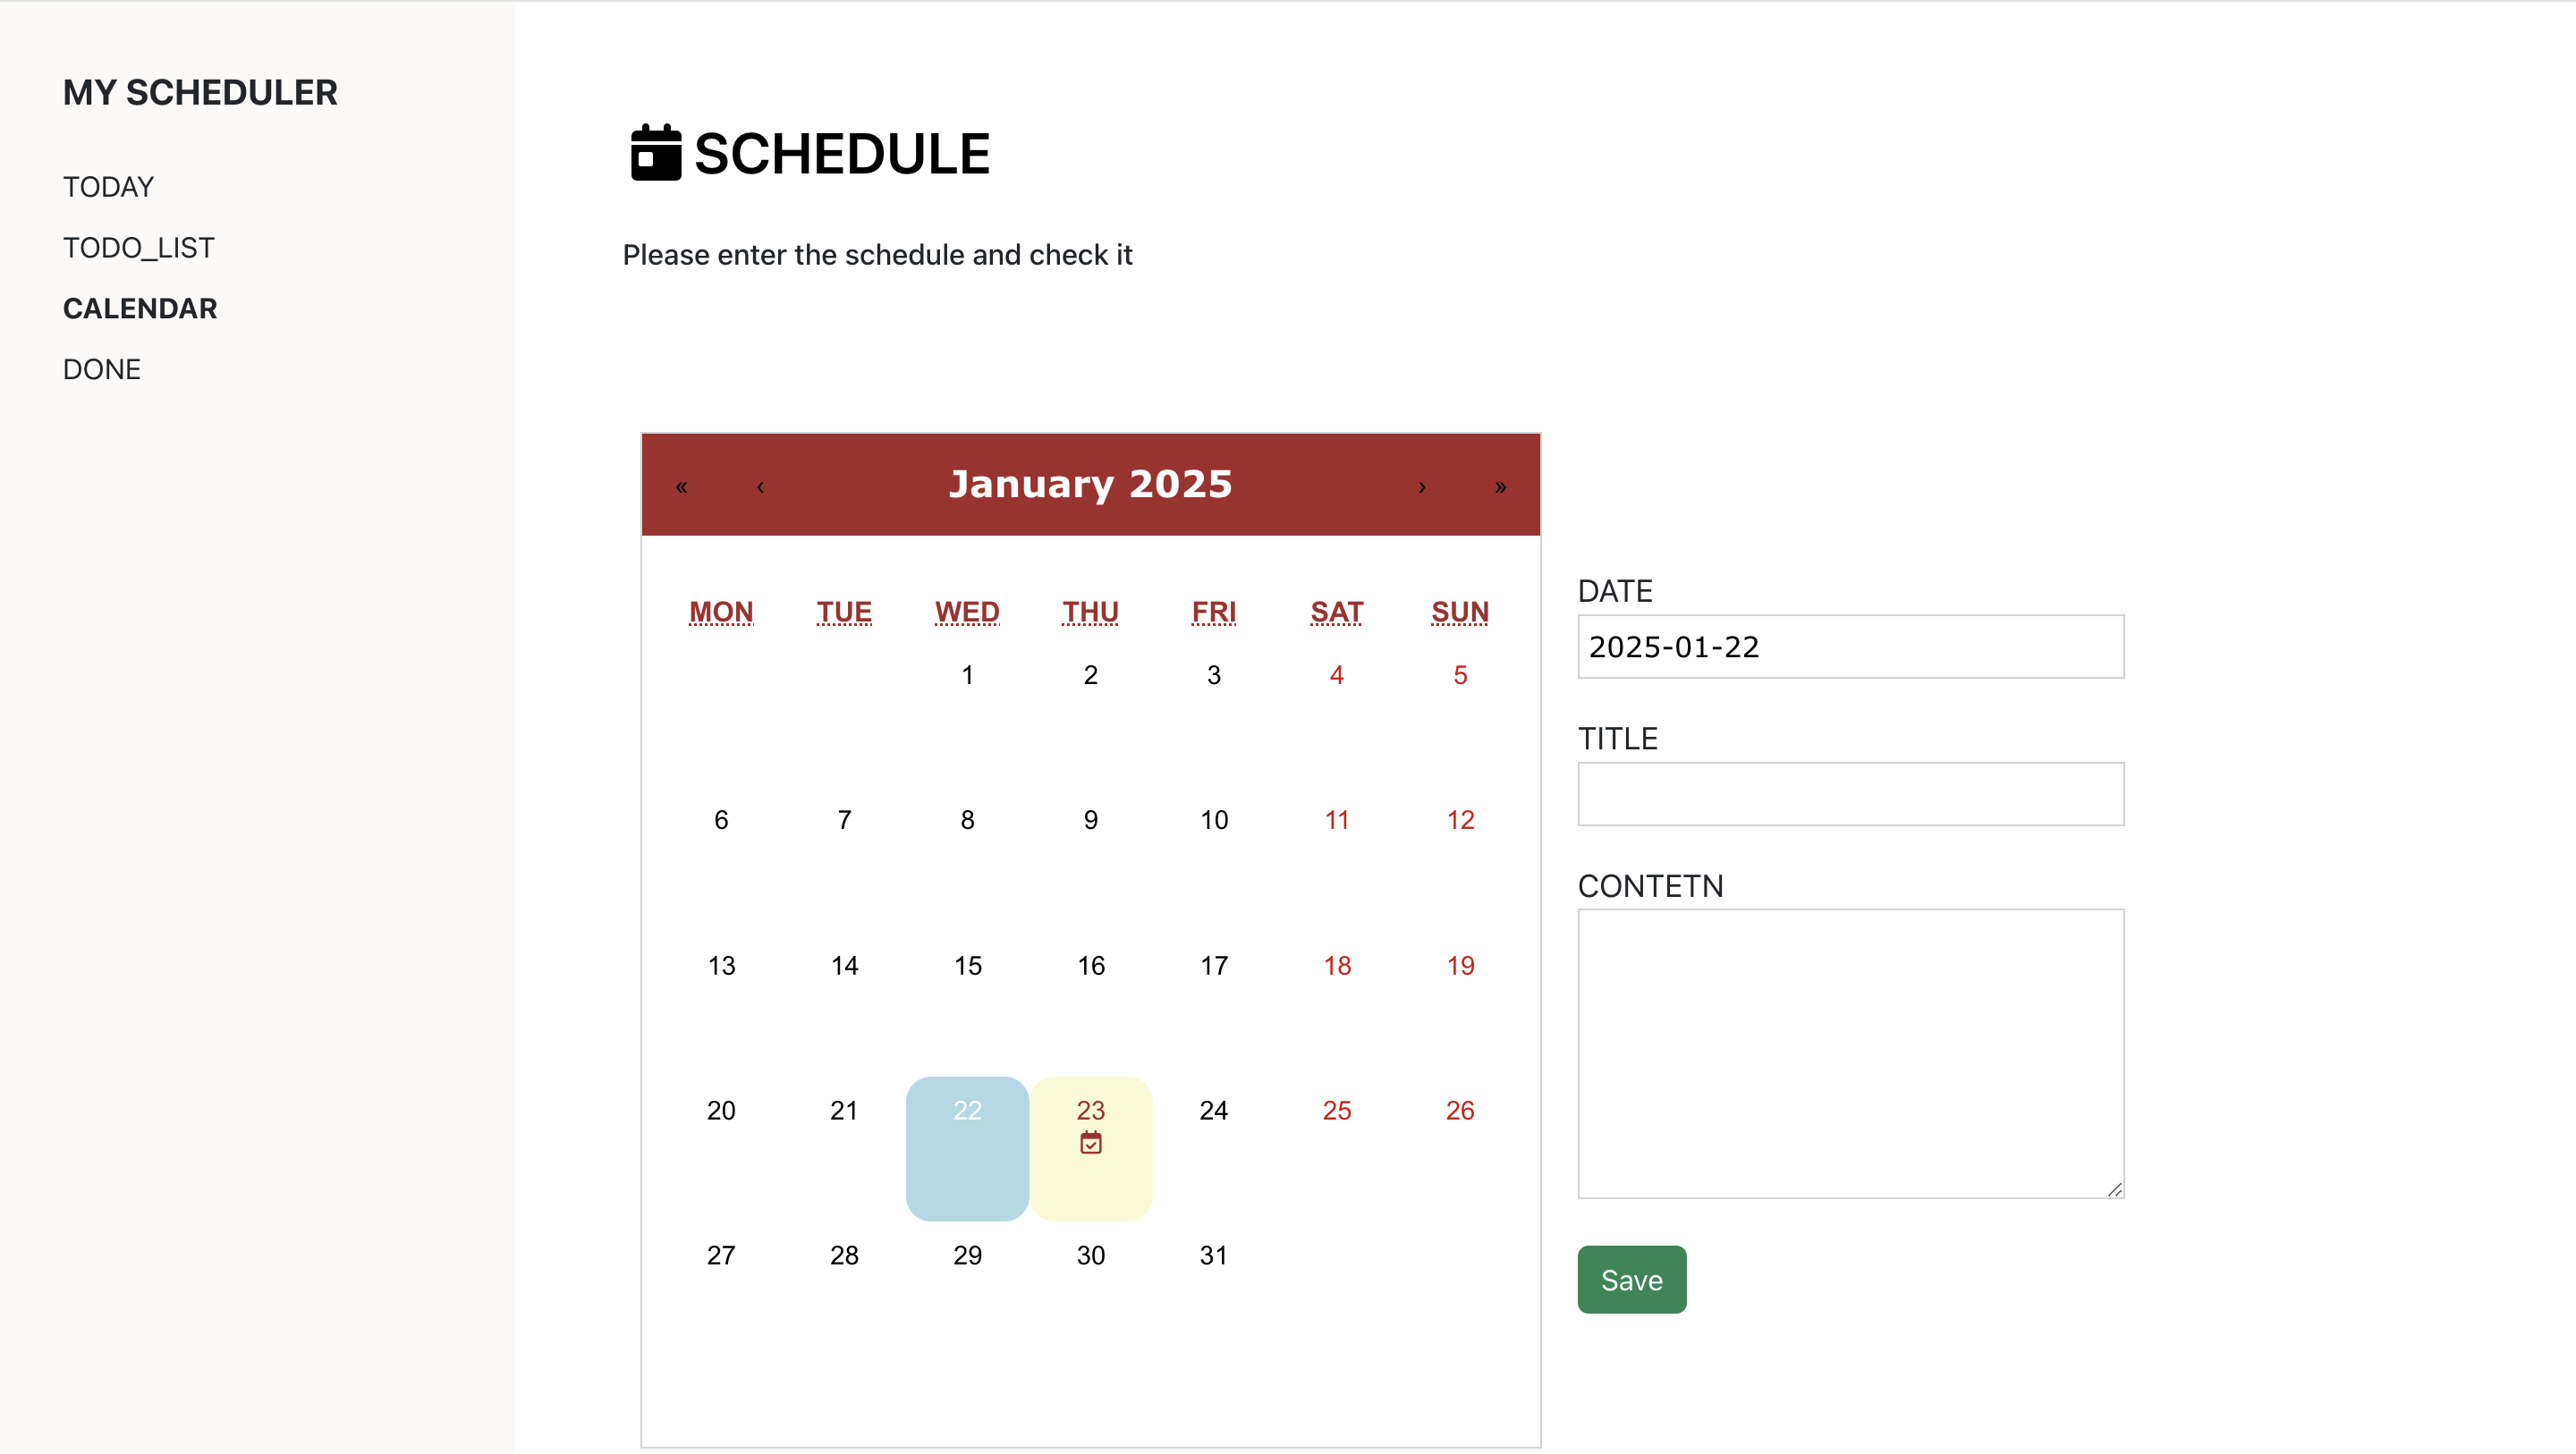 MY SCHEDULER
TODAY
TODO_LIST
CALENDAR
DONE
SCHEDULE
Please enter the schedule and check it
« ‹ January 2025 › »
MON TUE WED THU FRI SAT SUN
1 2 3 4 5
6 7 8 9 10 11 12
13 14 15 16 17 18 19
20 21 22 23 24 25 26
27 28 29 30 31
DATE
2025-01-22
TITLE
CONTETN
Save